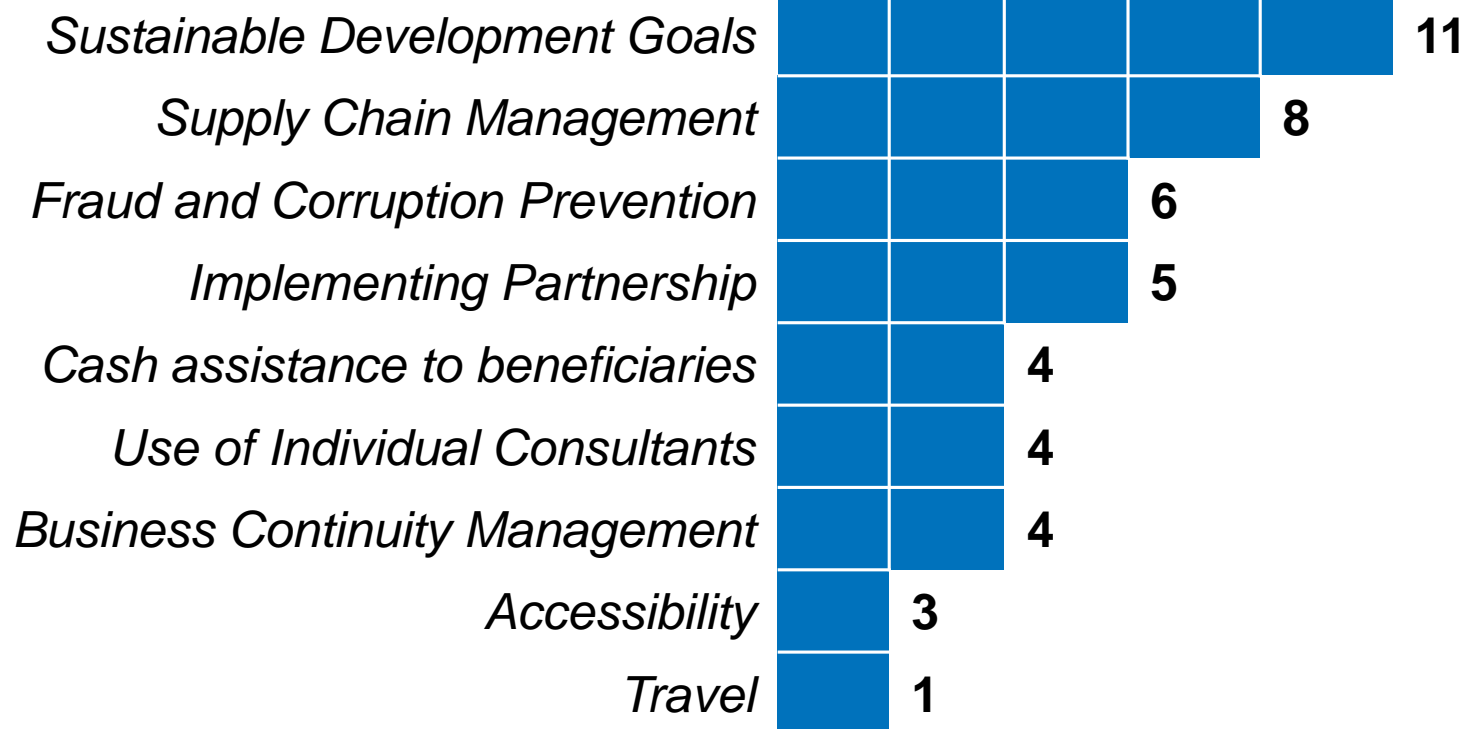 Sustainable Development Goals 11
Supply Chain Management 8
Fraud and Corruption Prevention 6
Implementing Partnership 5
Cash assistance to beneficiaries 4
Use of Individual Consultants 4
Business Continuity Management 4
Accessibility 3
Travel 1